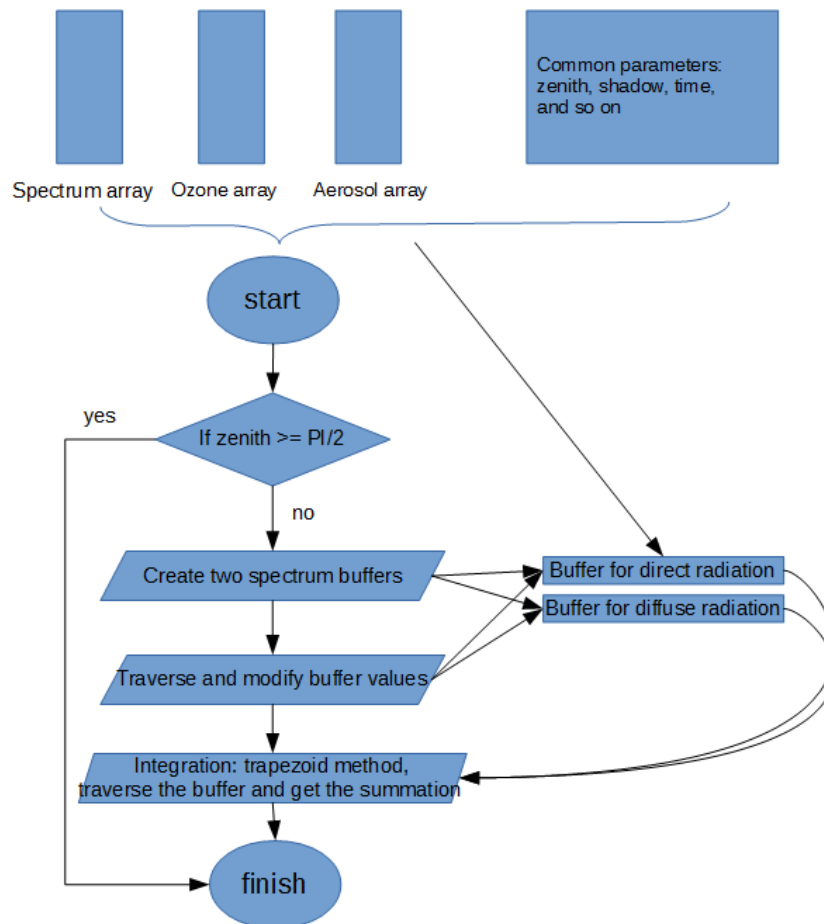 Common parameters:
zenith, shadow, time,
and so on
Spectrum array
Ozone array
Aerosol array
start
yes
If zenith >= PI/2
no
Create two spectrum buffers
Buffer for direct radiation
Buffer for diffuse radiation
Traverse and modify buffer values
Integration: trapezoid method,
traverse the buffer and get the summation
finish